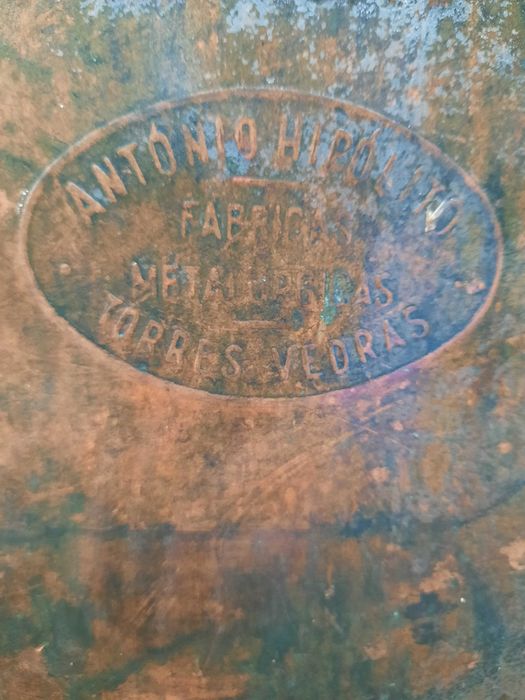 ANTÓNIO HIPÓLITO
FABRICAS
METALURGICAS
TORRES VEDRAS